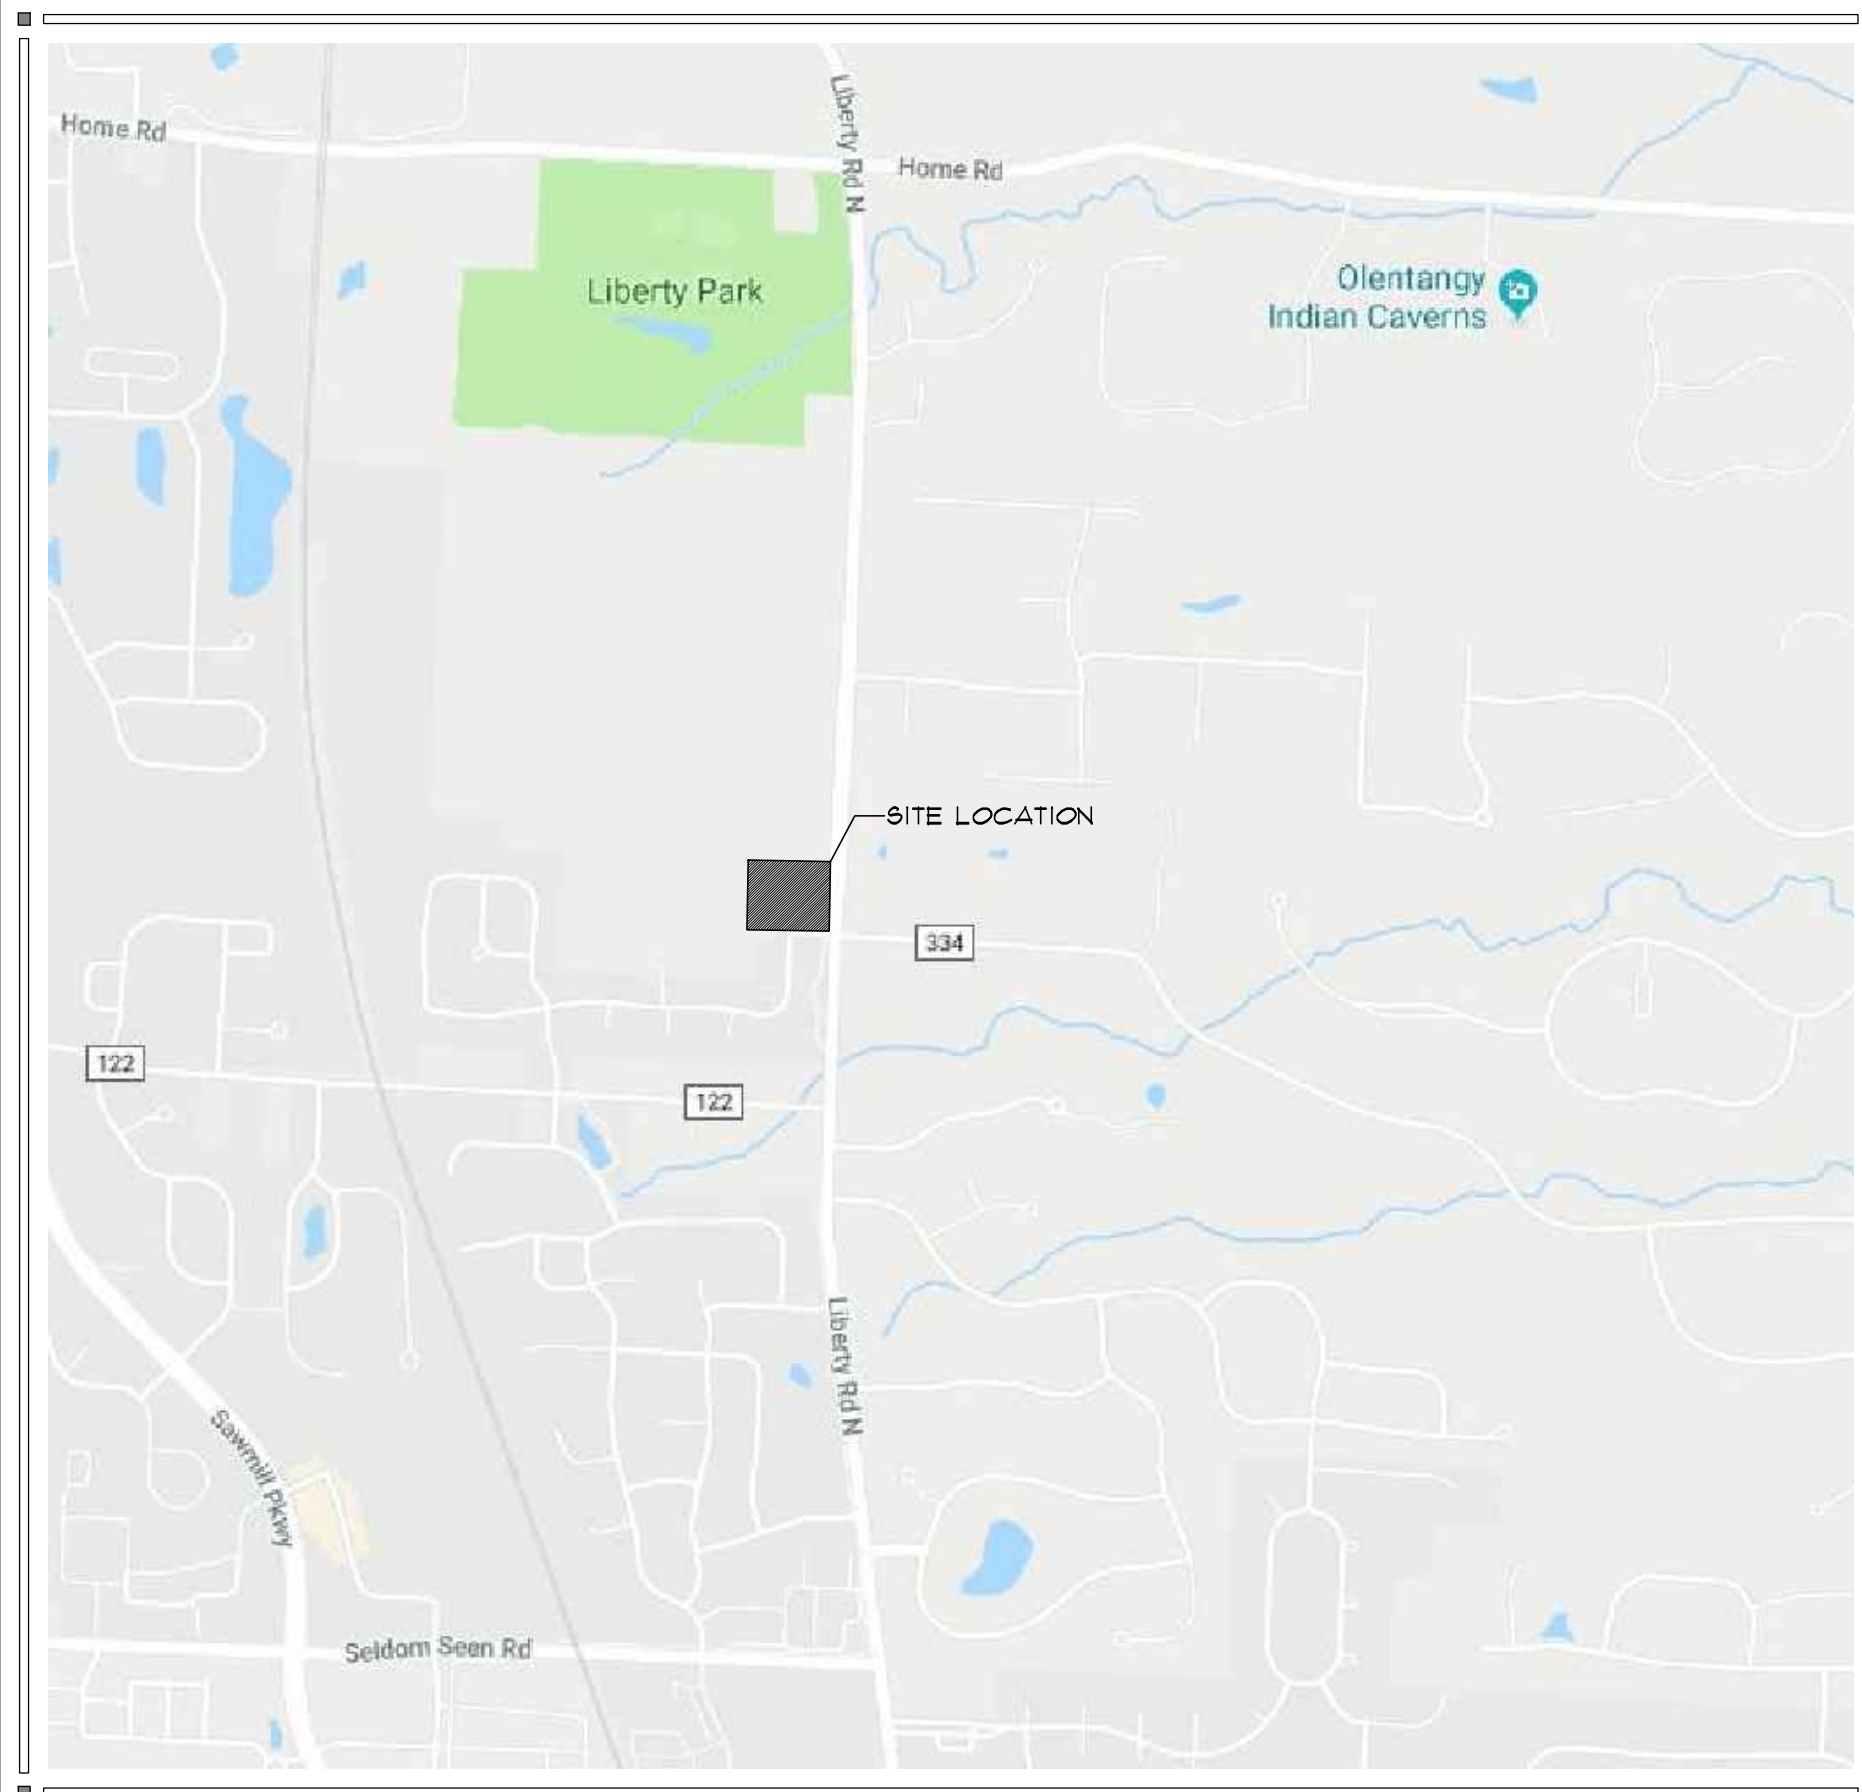 Home Rd
Liberty Rd N
Home Rd
Liberty Park
Olentangy
Indian Caverns
SITE LOCATION
334
122
122
Liberty Rd N
Sawmill Pkwy
Seldom Seen Rd